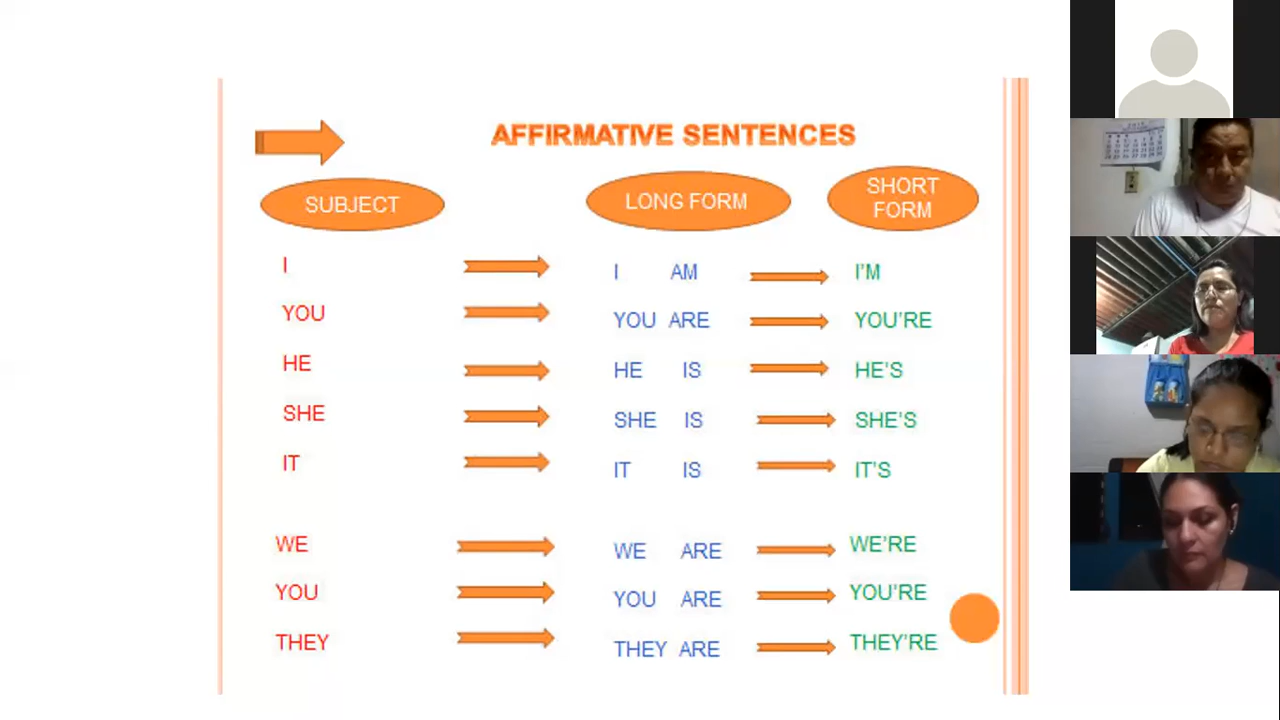 AFFIRMATIVE SENTENCES
SUBJECT LONG FORM SHORT FORM
I I AM I'M
YOU YOU ARE YOU'RE
HE HE IS HE'S
SHE SHE IS SHE'S
IT IT IS IT'S
WE WE ARE WE'RE
YOU YOU ARE YOU'RE
THEY THEY ARE THEY'RE